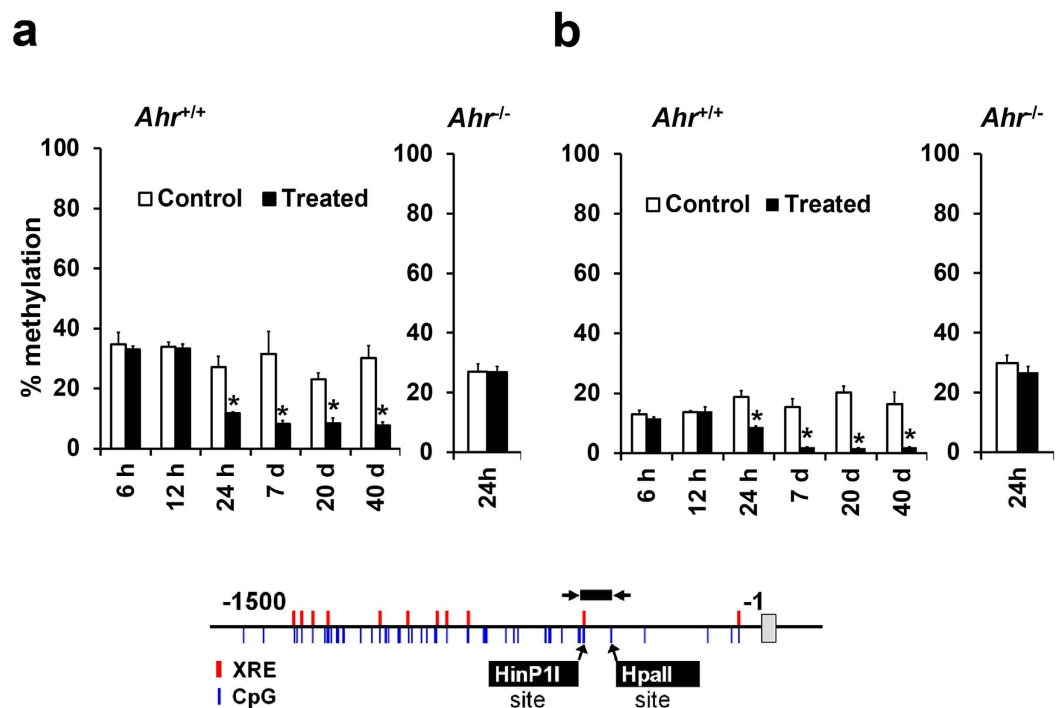 a
b
Ahr+/+
Ahr-/-
Ahr+/+
Ahr-/-
% methylation
100
80
60
40
20
0
Control
Treated
*
*
*
*
6 h
12 h
24 h
7 d
20 d
40 d
100
80
60
40
20
0
24h
100
80
60
40
20
0
Control
Treated
*
*
*
*
6 h
12 h
24 h
7 d
20 d
40 d
100
80
60
40
20
0
24h
-1500
-1
XRE
CpG
HinP1I
site
HpaII
site